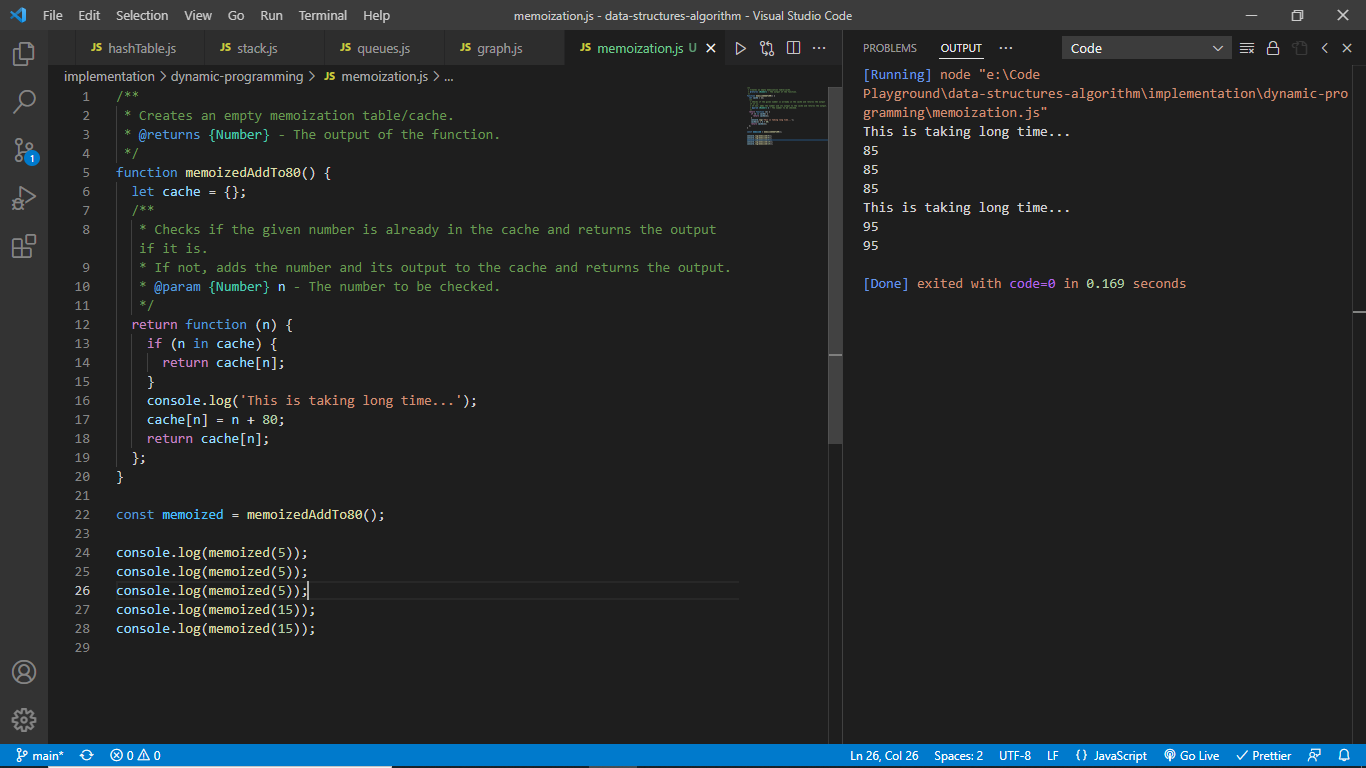 File Edit Selection View Go Run Terminal Help
memoization.js - data-structures-algorithm - Visual Studio Code
JS hashTable.js JS stack.js JS queues.js JS graph.js JS memoization.js U
implementation > dynamic-programming > JS memoization.js > ...
1 /**
2  * Creates an empty memoization table/cache.
3  * @returns {Number} - The output of the function.
4  */
5 function memoizedAddTo80() {
6   let cache = {};
7   /**
8    * Checks if the given number is already in the cache and returns the output
if it is.
9    * If not, adds the number and its output to the cache and returns the output.
10    * @param {Number} n - The number to be checked.
11    */
12   return function (n) {
13     if (n in cache) {
14       return cache[n];
15     }
16     console.log('This is taking long time...');
17     cache[n] = n + 80;
18     return cache[n];
19   };
20 }
21
22 const memoized = memoizedAddTo80();
23
24 console.log(memoized(5));
25 console.log(memoized(5));
26 console.log(memoized(5));
27 console.log(memoized(15));
28 console.log(memoized(15));
29
PROBLEMS OUTPUT ... Code
[Running] node "e:\Code
Playground\data-structures-algorithm\implementation\dynamic-pro
gramming\memoization.js"
This is taking long time...
85
85
85
This is taking long time...
95
95
[Done] exited with code=0 in 0.169 seconds
1
main* 0 0 Ln 26, Col 26 Spaces: 2 UTF-8 LF {} JavaScript Go Live Prettier